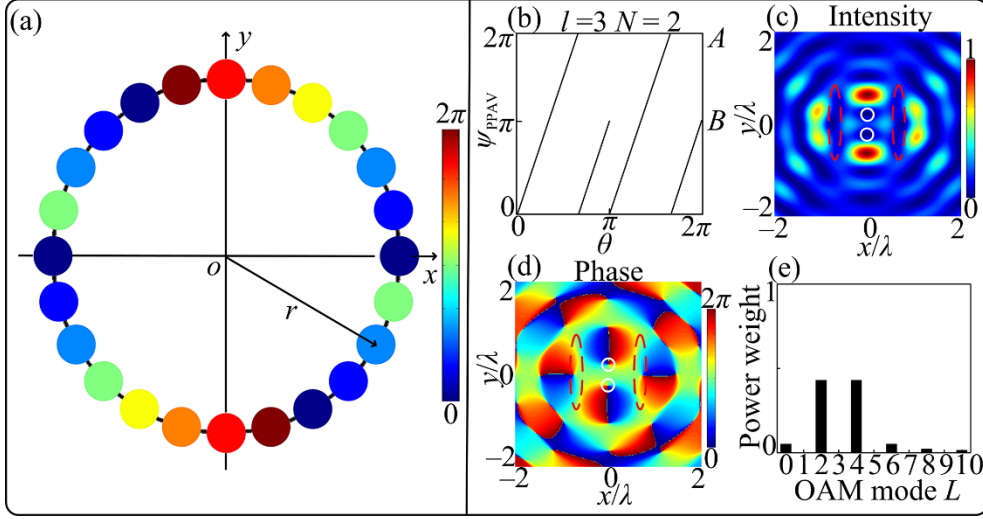 (a)
y
x
o
r
2π
0
(b)
l=3 N=2
ψPPAV
2π
π
0
A
B
0
π
2π
θ
(c)
Intensity
y/λ
2
0
−2
−2
0
2
x/λ
1
0
(d)
Phase
y/λ
2
0
−2
−2
0
2
x/λ
2π
0
(e)
Power weight
1
0
0 1 2 3 4 5 6 7 8 9 10
OAM mode L